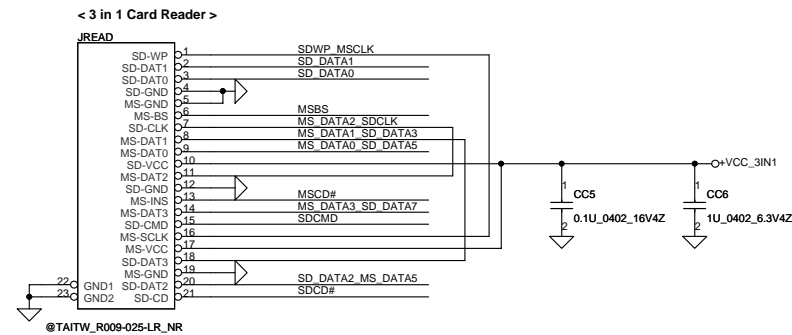 < 3 in 1 Card Reader >
JREAD
SD-WP 1 SDWP_MSCLK
SD-DAT1 2 SD_DATA1
SD-DAT0 3 SD_DATA0
SD-GND 4
MS-GND 5
MS-BS 6 MSBS
SD-CLK 7 MS_DATA2_SDCLK
MS-DAT1 8 MS_DATA1_SD_DATA3
MS-DAT0 9 MS_DATA0_SD_DATA5
SD-VCC 10 +VCC_3IN1
MS-DAT2 11
SD-GND 12
MS-INS 13 MSCD#
MS-DAT3 14 MS_DATA3_SD_DATA7
SD-CMD 15 SDCMD
MS-SCLK 16
MS-VCC 17
SD-DAT3 18
MS-GND 19
22 GND1 SD-DAT2 20 SD_DATA2_MS_DATA5
23 GND2 SD-CD 21 SDCD#
@TAITW_R009-025-LR_NR
1
CC5
0.1U_0402_16V4Z
2
1
CC6
1U_0402_6.3V4Z
2